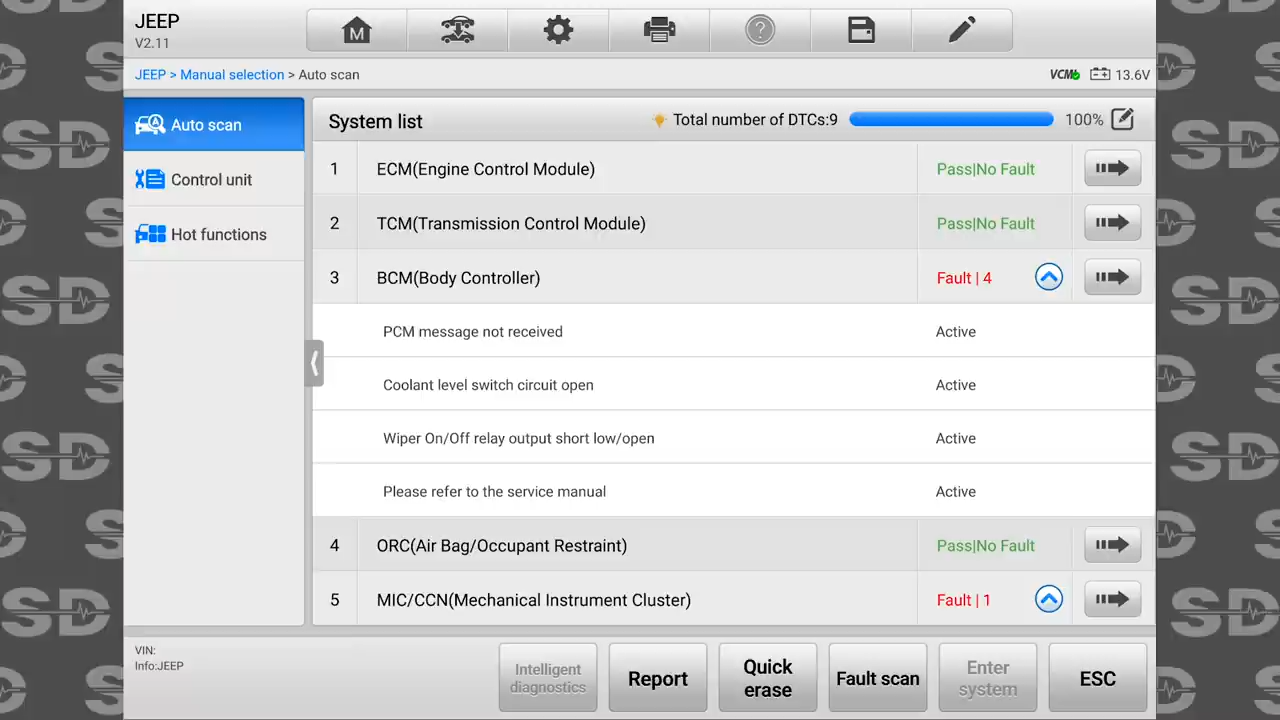 JEEP
V2.11
M
?
JEEP > Manual selection > Auto scan
VCMI 13.6V
Auto scan
Control unit
Hot functions
System list
Total number of DTCs:9 100%
1 ECM(Engine Control Module) Pass|No Fault
2 TCM(Transmission Control Module) Pass|No Fault
3 BCM(Body Controller) Fault | 4
PCM message not received Active
Coolant level switch circuit open Active
Wiper On/Off relay output short low/open Active
Please refer to the service manual Active
4 ORC(Air Bag/Occupant Restraint) Pass|No Fault
5 MIC/CCN(Mechanical Instrument Cluster) Fault | 1
VIN:
Info:JEEP
Intelligent diagnostics
Report
Quick erase
Fault scan
Enter system
ESC
SD